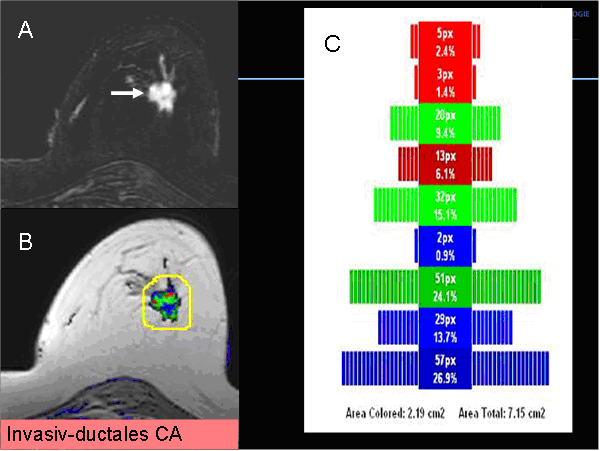 A
C
OGIE
5px
2.4%
3px
1.4%
20px
9.4%
13px
6.1%
32px
15.1%
2px
0.9%
51px
24.1%
29px
13.7%
57px
26.9%
Area Colored: 2.19 cm2 Area Total: 7.15 cm2
B
Invasiv-ductales CA